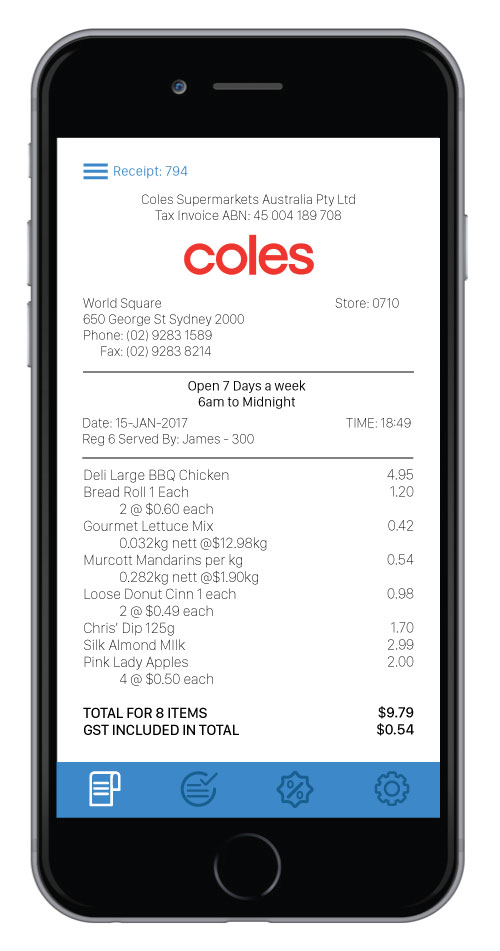 Receipt: 794
Coles Supermarkets Australia Pty Ltd
Tax Invoice ABN: 45 004 189 708
coles
World Square Store: 0710
650 George St Sydney 2000
Phone: (02) 9283 1589
Fax: (02) 9283 8214
Open 7 Days a week
6am to Midnight
Date: 15-JAN-2017 TIME: 18:49
Reg 6 Served By: James - 300
Deli Large BBQ Chicken 4.95
Bread Roll 1 Each 1.20
2 @ $0.60 each
Gourmet Lettuce Mix 0.42
0.032kg nett @$12.98kg
Murcott Mandarins per kg 0.54
0.282kg nett @$1.90kg
Loose Donut Cinn 1 each 0.98
2 @ $0.49 each
Chris' Dip 125g 1.70
Silk Almond MIlk 2.99
Pink Lady Apples 2.00
4 @ $0.50 each
TOTAL FOR 8 ITEMS $9.79
GST INCLUDED IN TOTAL $0.54